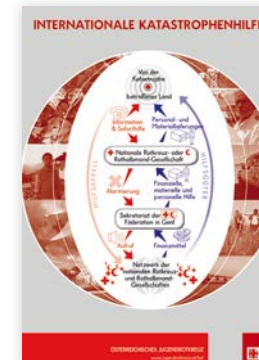 INTERNATIONALE KATASTROPHENHILFE
Von der
Katastrophe
betroffenes Land
Information
& Soforthilfe
Personal- und
Materiallieferungen
Nationale Rotkreuz- oder
Rothalbmond-Gesellschaft
HILFSAPPELLE
HILFSGÜTER
Alarmierung
Finanzielle,
materielle und
personelle Hilfe
Sekretariat der
Föderation in Genf
Aufruf
Finanzmittel
Netzwerk der
nationalen Rotkreuz-
und Rothalbmond-
Gesellschaften
ÖSTERREICHISCHES JUGENDROTKREUZ